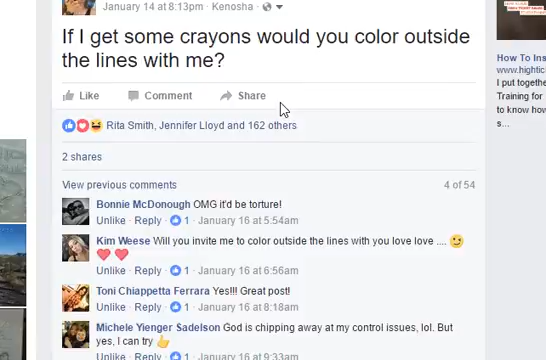 January 14 at 8:13pm · Kenosha ·
If I get some crayons would you color outside
the lines with me?
Like Comment Share
Rita Smith, Jennifer Lloyd and 162 others
2 shares
View previous comments 4 of 54
Bonnie McDonough OMG it'd be torture!
Unlike · Reply · 1 · January 16 at 5:54am
Kim Weese Will you invite me to color outside the lines with you love love .... 😉
❤️ ❤️
Unlike · Reply · 1 · January 16 at 6:56am
Toni Chiappetta Ferrara Yes!!! Great post!
Unlike · Reply · 1 · January 16 at 8:18am
Michele Yienger Sadelson God is chipping away at my control issues, lol. But
yes, I can try 👍
Unlike · Reply · 1 · January 16 at 9:33am
How To Ins
www.hightic
I put togethe
Training for
to know how
s...